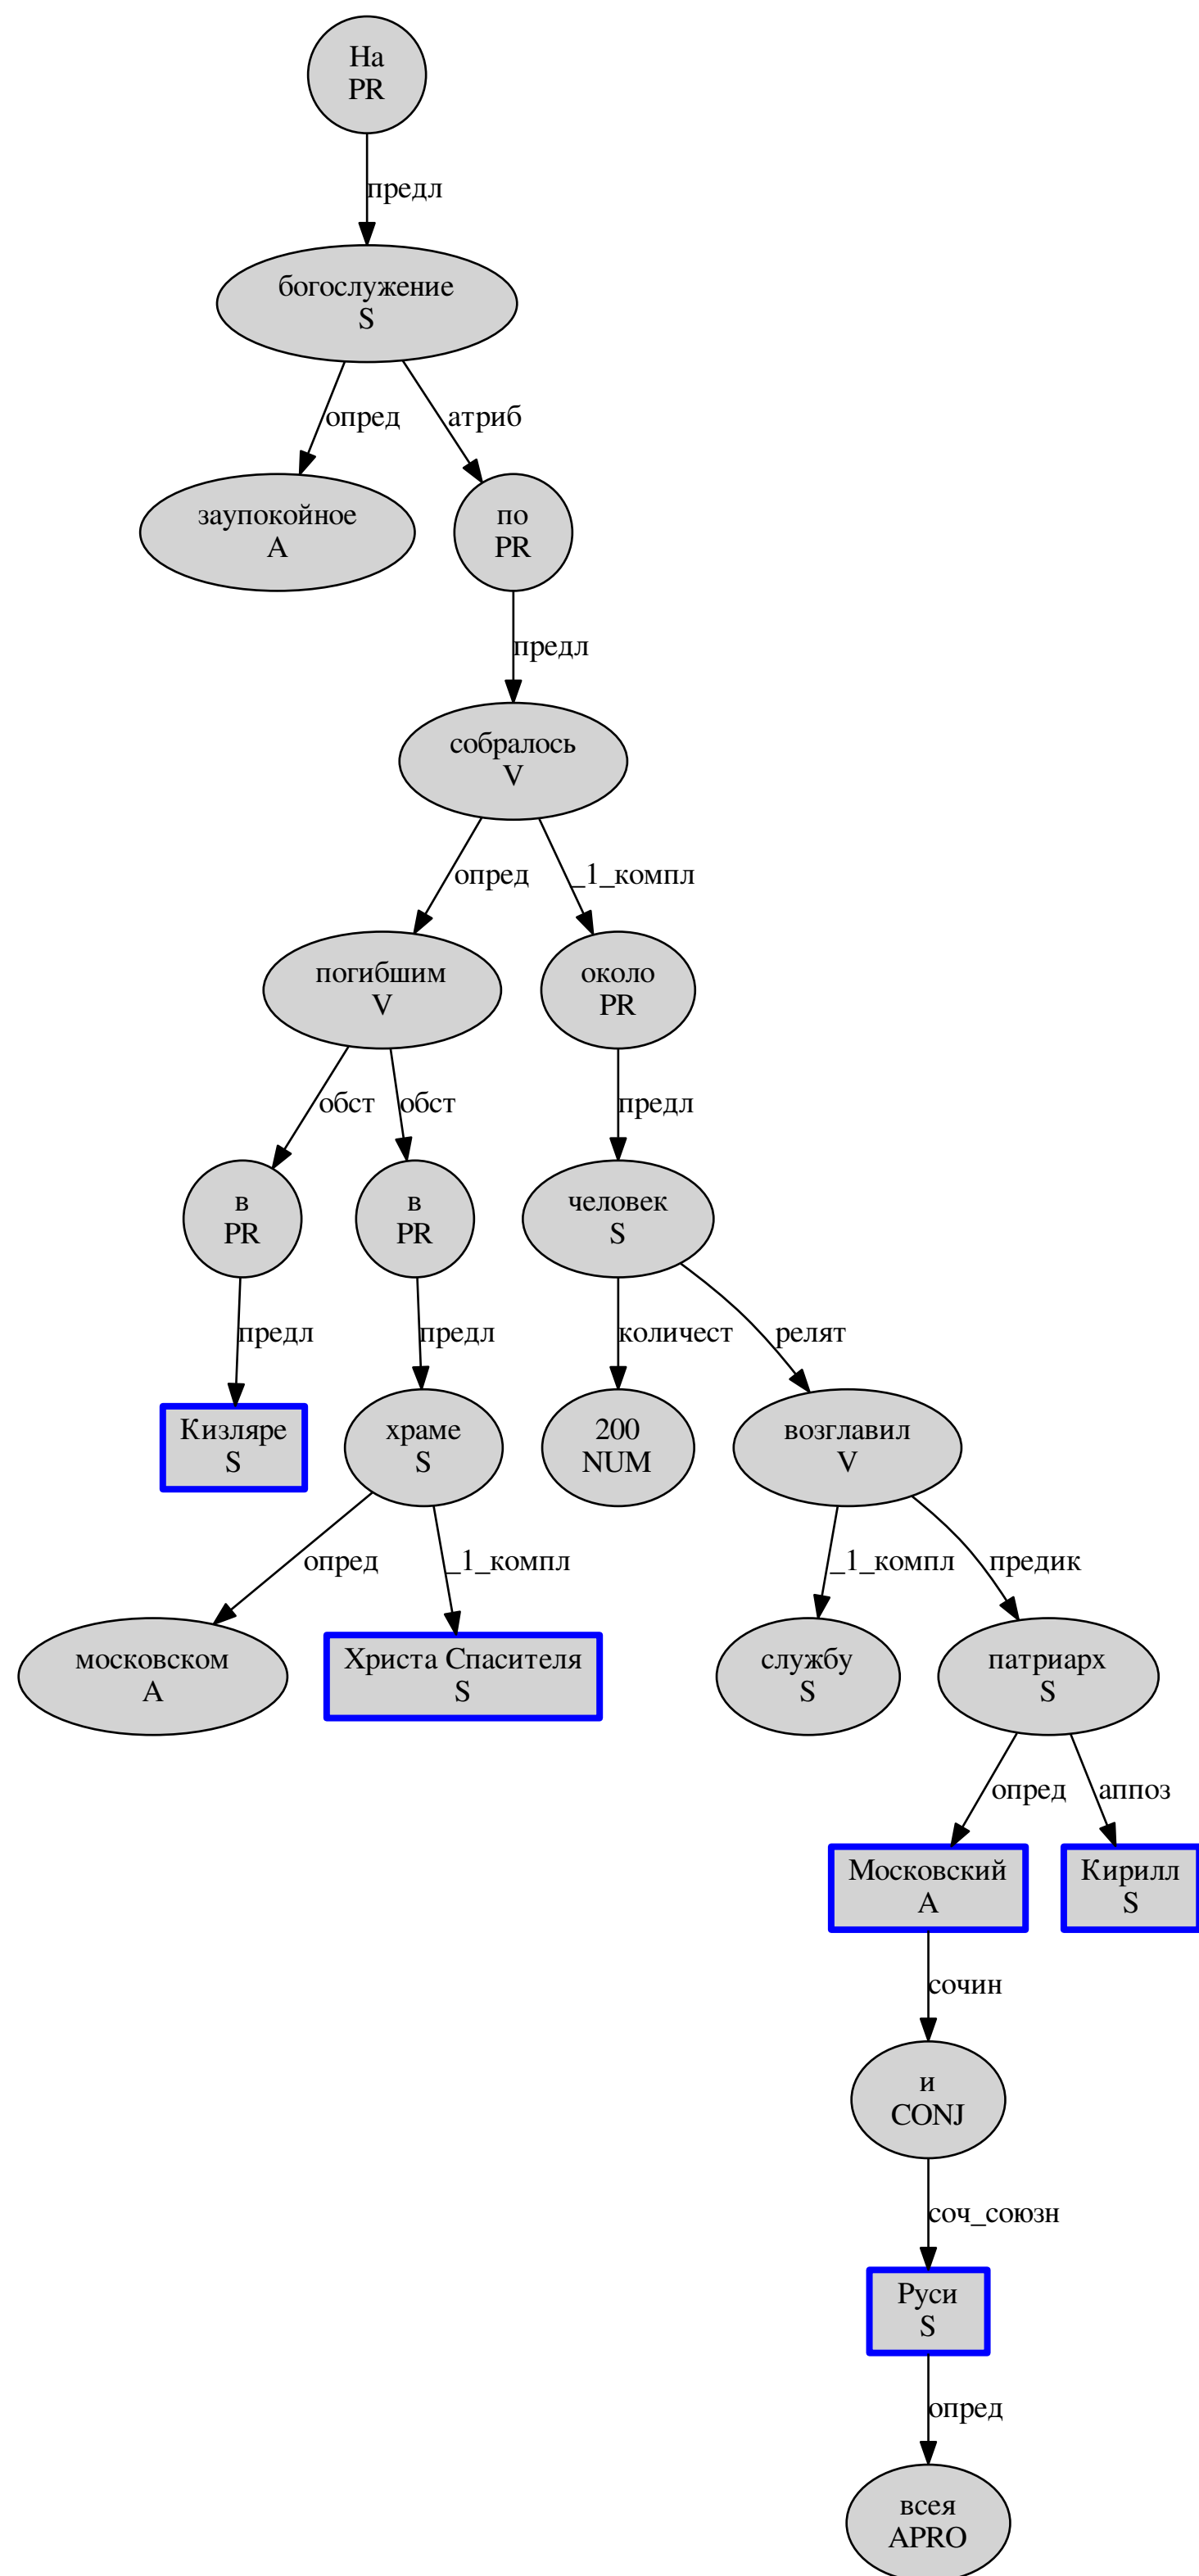 На
PR
предл
богослужение
S
опред
атриб
заупокойное
A
по
PR
предл
собралось
V
опред
_1_компл
погибшим
V
около
PR
обст
обст
предл
в
PR
в
PR
человек
S
предл
предл
количест
релят
Кизляре
S
храме
S
200
NUM
возглавил
V
опред
_1_компл
_1_компл
предик
московском
A
Христа Спасителя
S
службу
S
патриарх
S
опред
аппоз
Московский
A
Кирилл
S
сочин
и
CONJ
соч_союзн
Руси
S
опред
всея
APRO